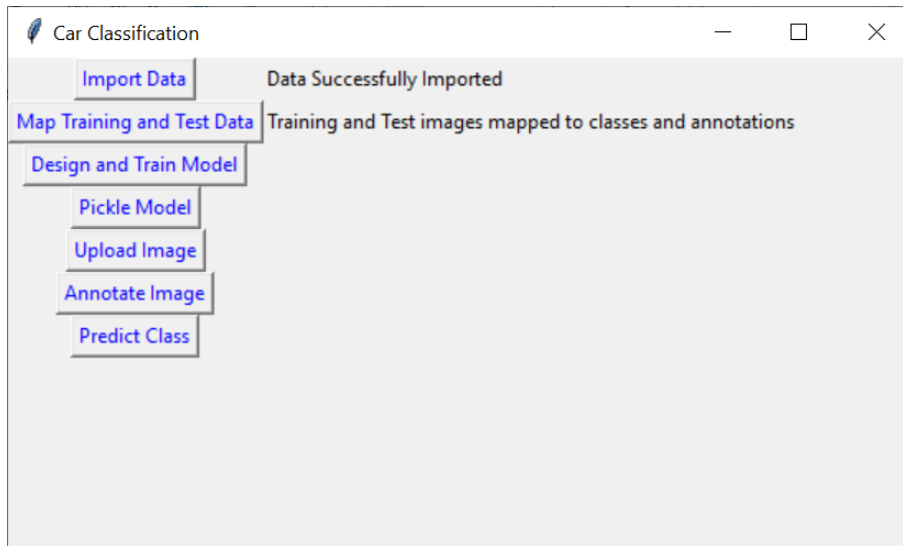 Car Classification
Import Data Data Successfully Imported
Map Training and Test Data Training and Test images mapped to classes and annotations
Design and Train Model
Pickle Model
Upload Image
Annotate Image
Predict Class